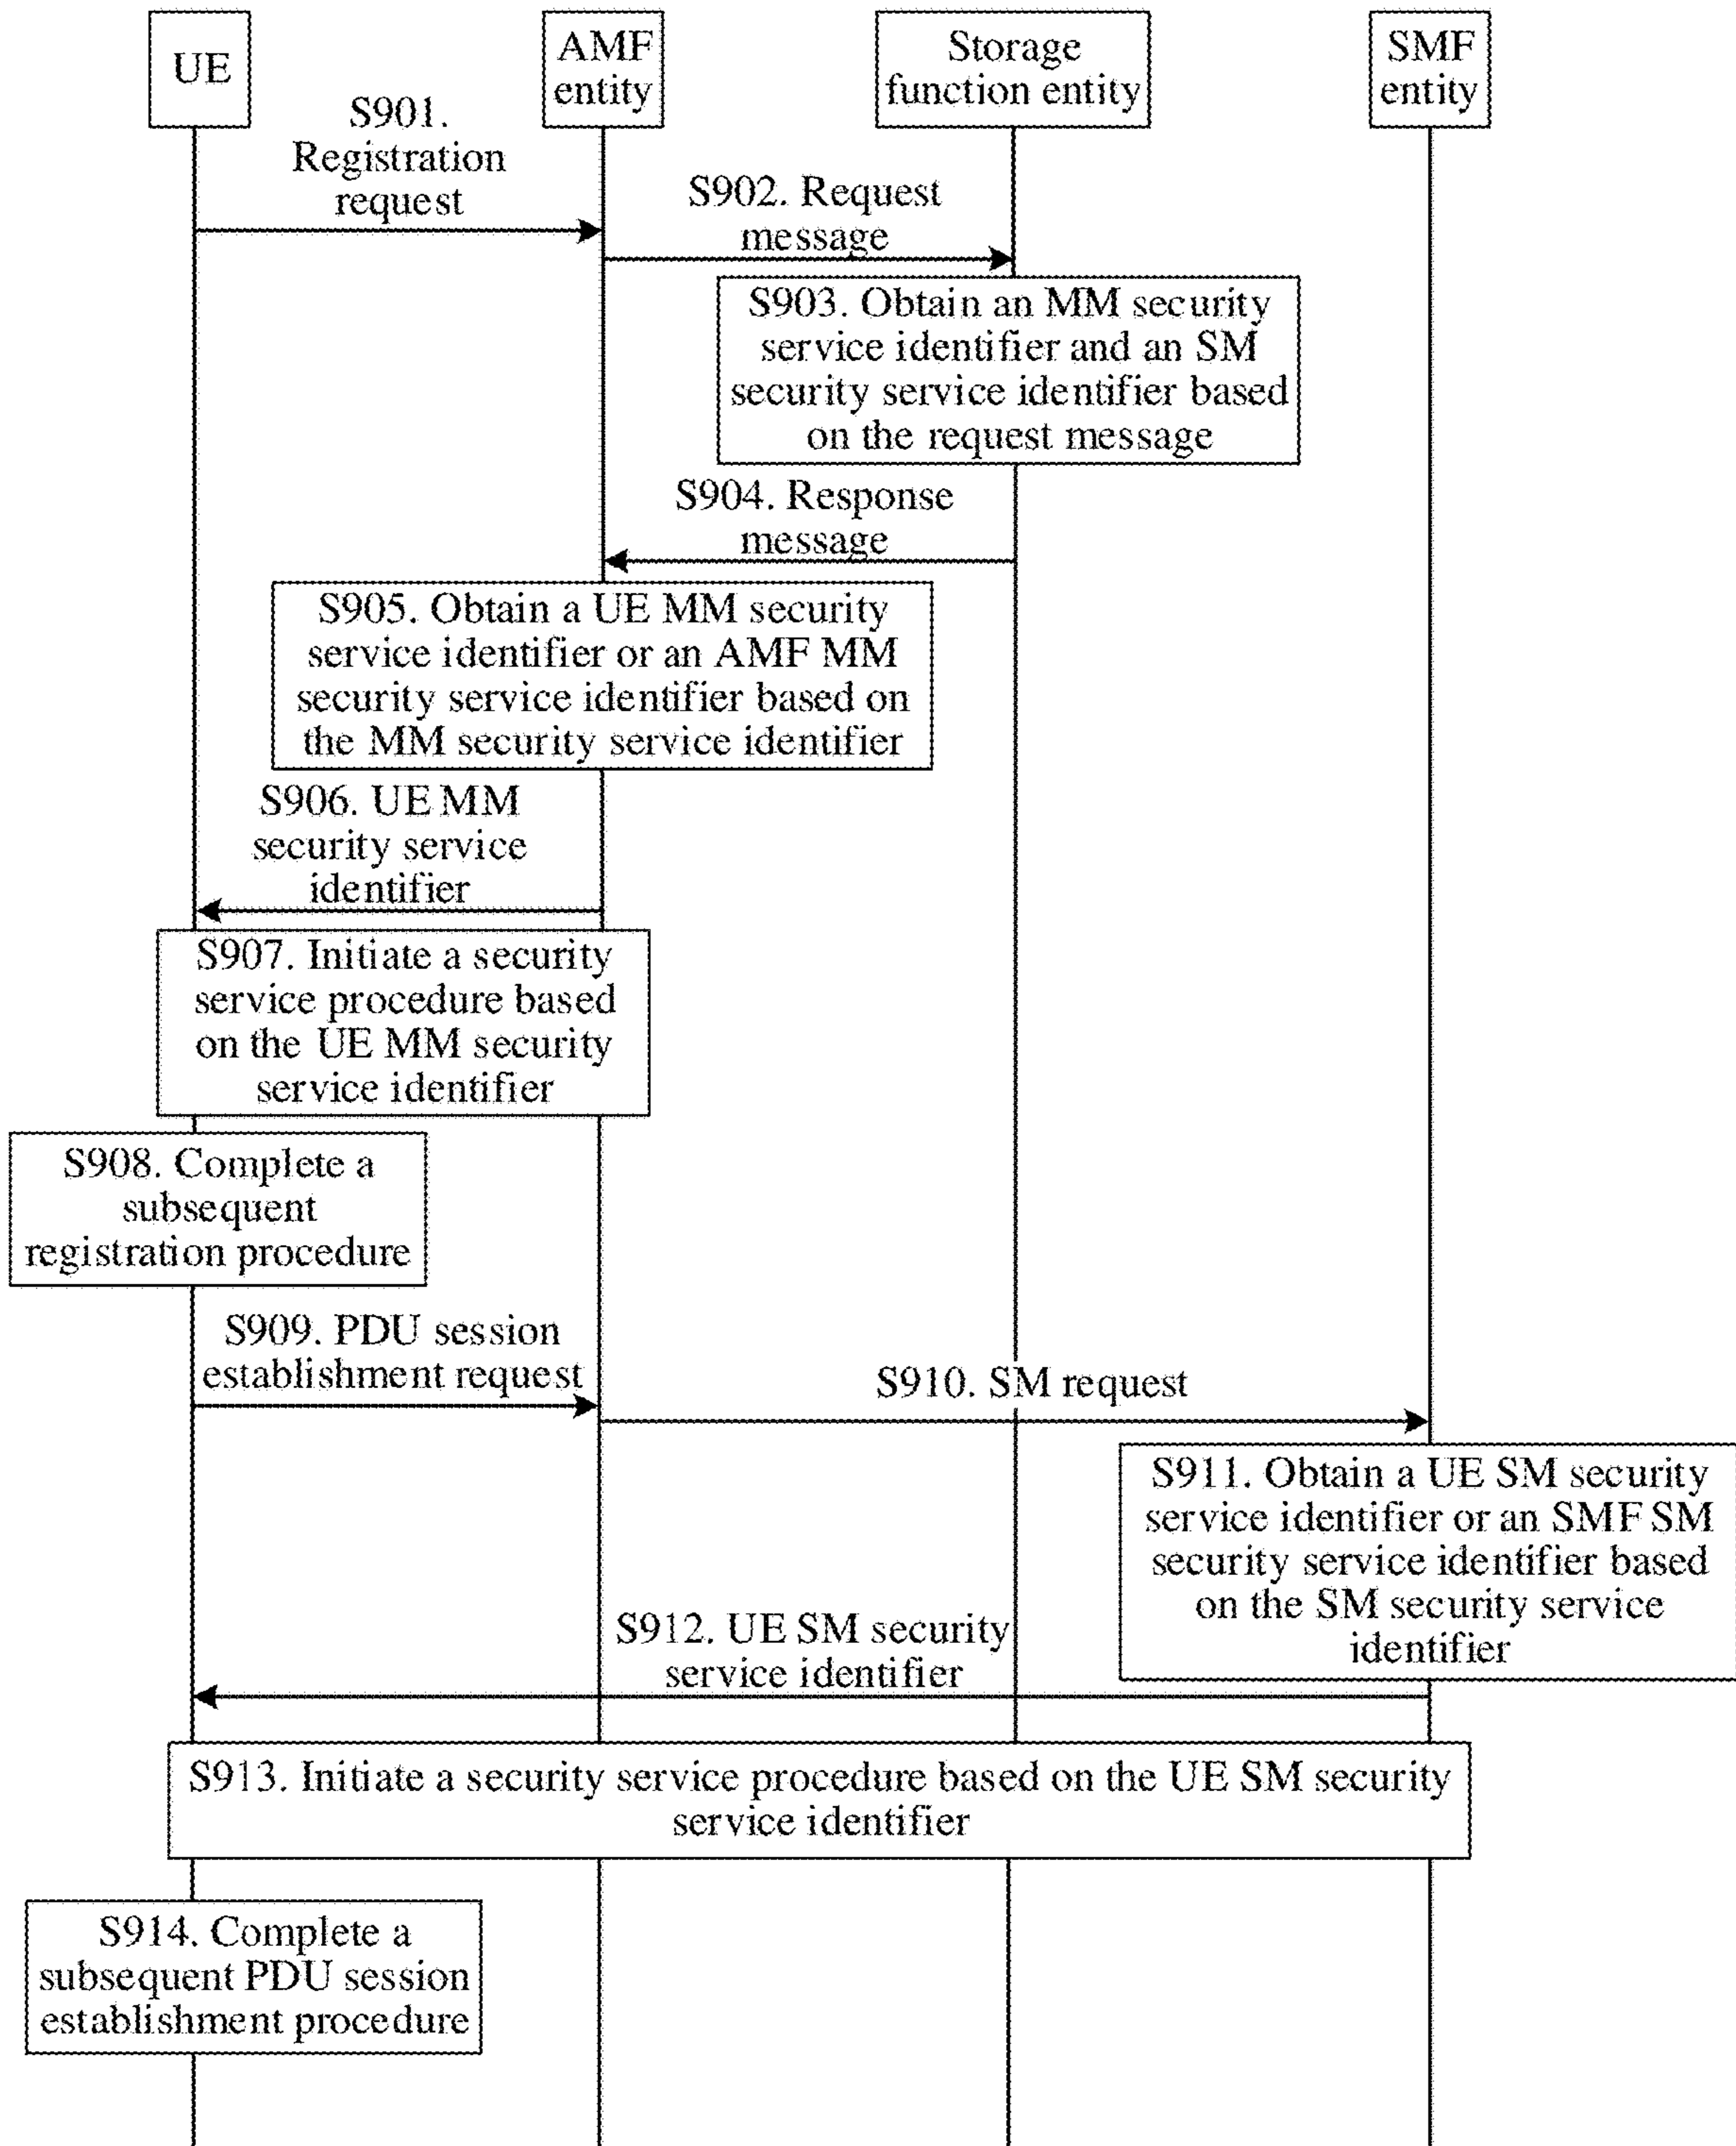 UE
AMF
entity
Storage
function entity
SMF
entity
S901.
Registration
request
S902. Request
message
S903. Obtain an MM security
service identifier and an SM
security service identifier based
on the request message
S904. Response
message
S905. Obtain a UE MM security
service identifier or an AMF MM
security service identifier based on
the MM security service identifier
S906. UE MM
security service
identifier
S907. Initiate a security
service procedure based
on the UE MM security
service identifier
S908. Complete a
subsequent
registration procedure
S909. PDU session
establishment request
S910. SM request
S911. Obtain a UE SM security
service identifier or an SMF SM
security service identifier based
on the SM security service
identifier
S912. UE SM security
service identifier
S913. Initiate a security service procedure based on the UE SM security
service identifier
S914. Complete a
subsequent PDU session
establishment procedure